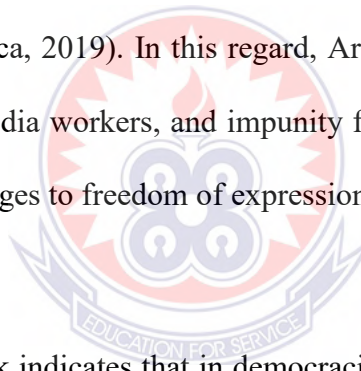 ca, 2019). In this regard, Ar
dia workers, and impunity f
ges to freedom of expression
EDUCATION FOR SERVICE
indicates that in democraci